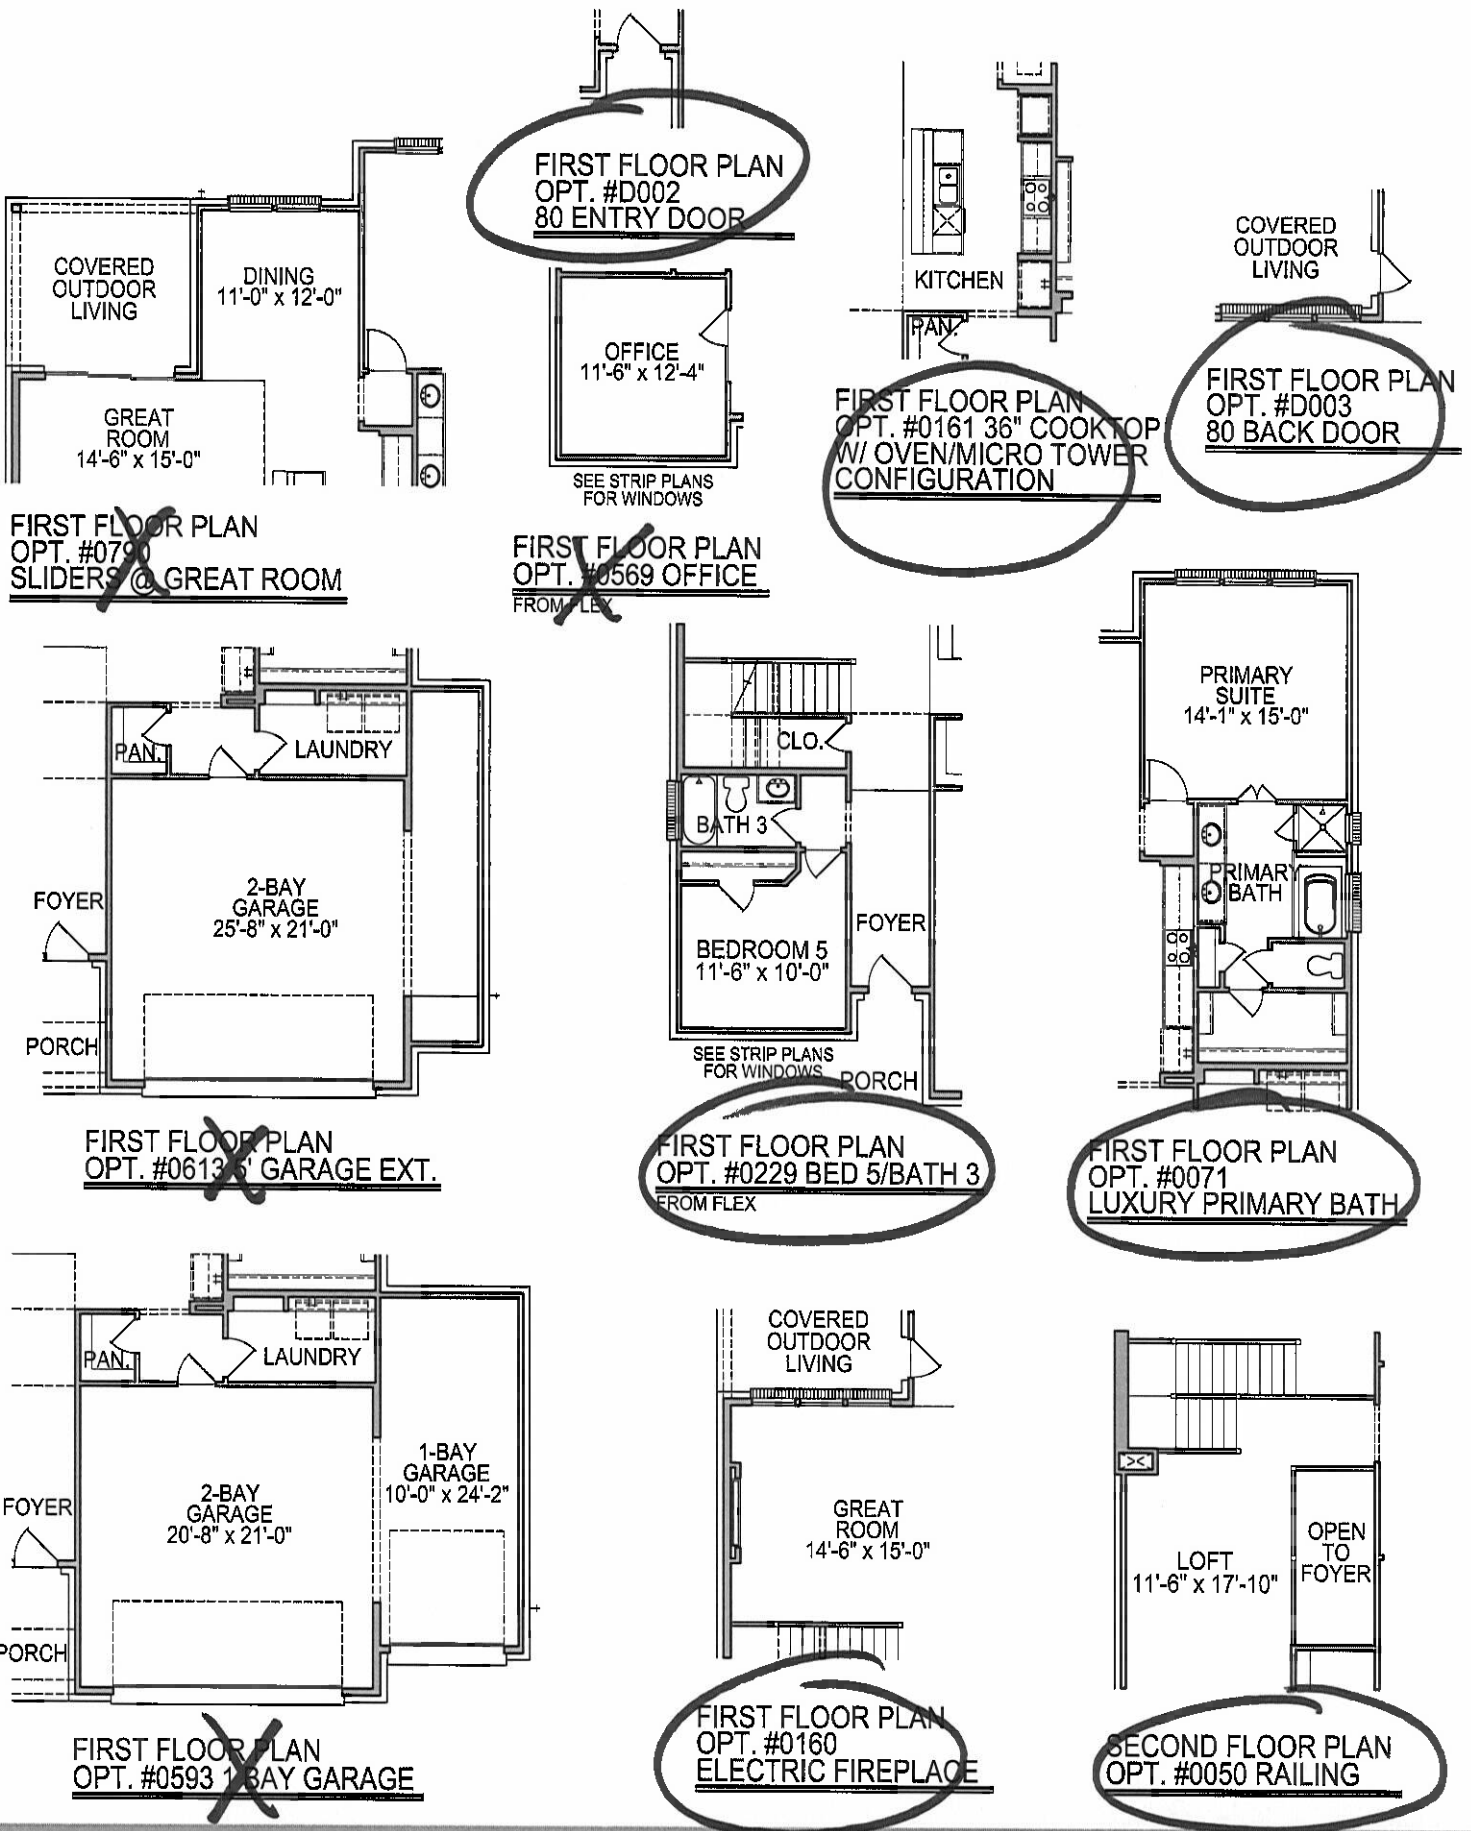 FIRST FLOOR PLAN
OPT. #D002
80 ENTRY DOOR
COVERED
OUTDOOR
LIVING
DINING
11'-0" x 12'-0"
GREAT
ROOM
14'-6" x 15'-0"
FIRST FLOOR PLAN
OPT. #0790
SLIDERS @ GREAT ROOM
OFFICE
11'-6" x 12'-4"
SEE STRIP PLANS
FOR WINDOWS
FIRST FLOOR PLAN
OPT. #0569 OFFICE
FROM FLEX
KITCHEN
PAN.
FIRST FLOOR PLAN
OPT. #0161 36" COOKTOP
W/ OVEN/MICRO TOWER
CONFIGURATION
COVERED
OUTDOOR
LIVING
FIRST FLOOR PLAN
OPT. #D003
80 BACK DOOR
PAN.
LAUNDRY
2-BAY
GARAGE
25'-8" x 21'-0"
FOYER
PORCH
FIRST FLOOR PLAN
OPT. #0613 5' GARAGE EXT.
CLO.
BATH 3
BEDROOM 5
11'-6" x 10'-0"
FOYER
SEE STRIP PLANS
FOR WINDOWS
PORCH
FIRST FLOOR PLAN
OPT. #0229 BED 5/BATH 3
FROM FLEX
PRIMARY
SUITE
14'-1" x 15'-0"
PRIMARY
BATH
FIRST FLOOR PLAN
OPT. #0071
LUXURY PRIMARY BATH
PAN.
LAUNDRY
1-BAY
GARAGE
10'-0" x 24'-2"
2-BAY
GARAGE
20'-8" x 21'-0"
FOYER
PORCH
FIRST FLOOR PLAN
OPT. #0593 1 BAY GARAGE
COVERED
OUTDOOR
LIVING
GREAT
ROOM
14'-6" x 15'-0"
FIRST FLOOR PLAN
OPT. #0160
ELECTRIC FIREPLACE
OPEN
TO
FOYER
LOFT
11'-6" x 17'-10"
SECOND FLOOR PLAN
OPT. #0050 RAILING